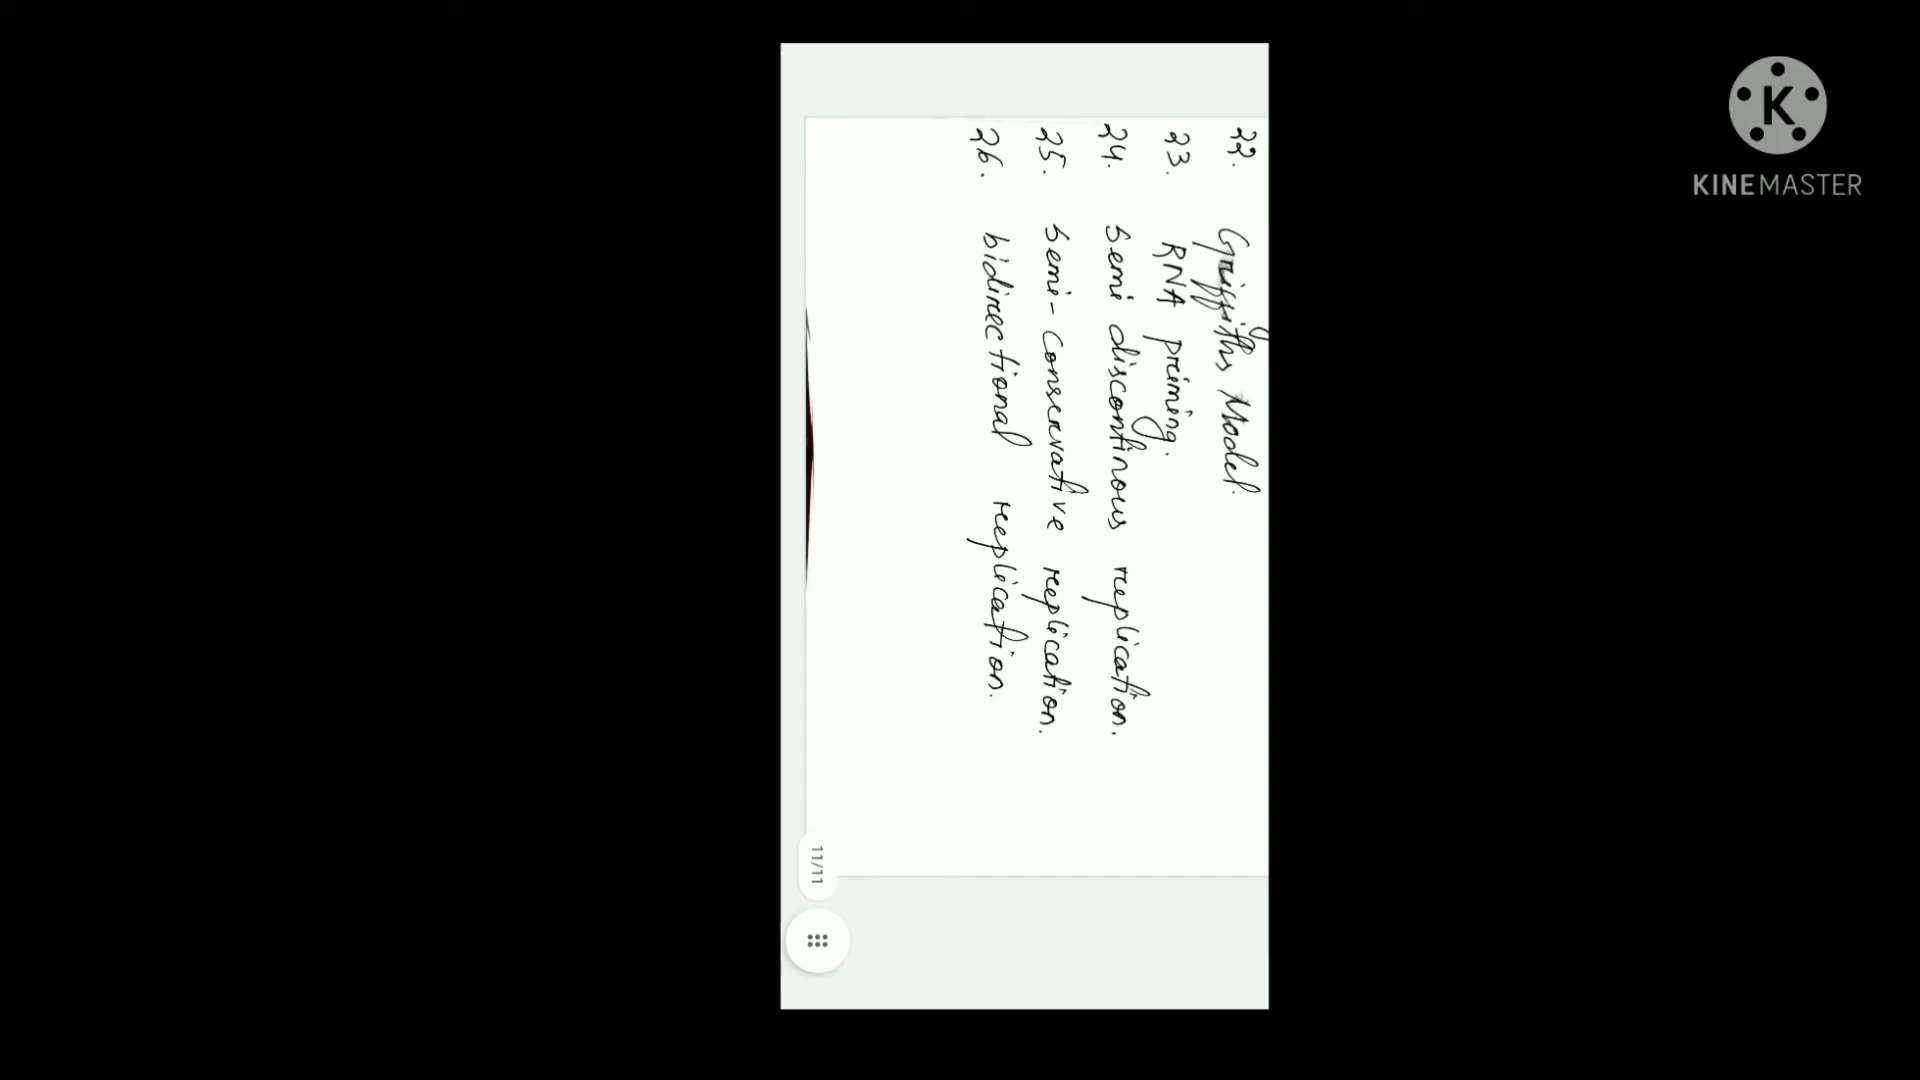 22. Griffiths Model.
23. RNA priming.
24. Semi discontinous replication.
25. Semi-conservative replication.
26. bidirectional replication.
11/11
K
KINEMASTER